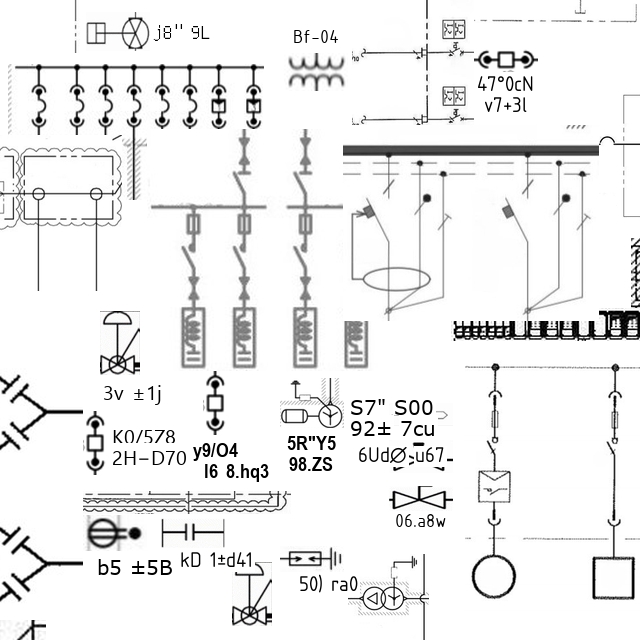 j8'' 9L
Bf-04
47°0cN
v7+3l
3v ±1j
K0/5Z8
2H-D70
y9/O4
l6 8.hq3
5R"Y5
98.ZS
S7" S00
92± 7cu
6UdØ-u67
06.a8w
b5 ±5B
kD 1±d41
50) ra0